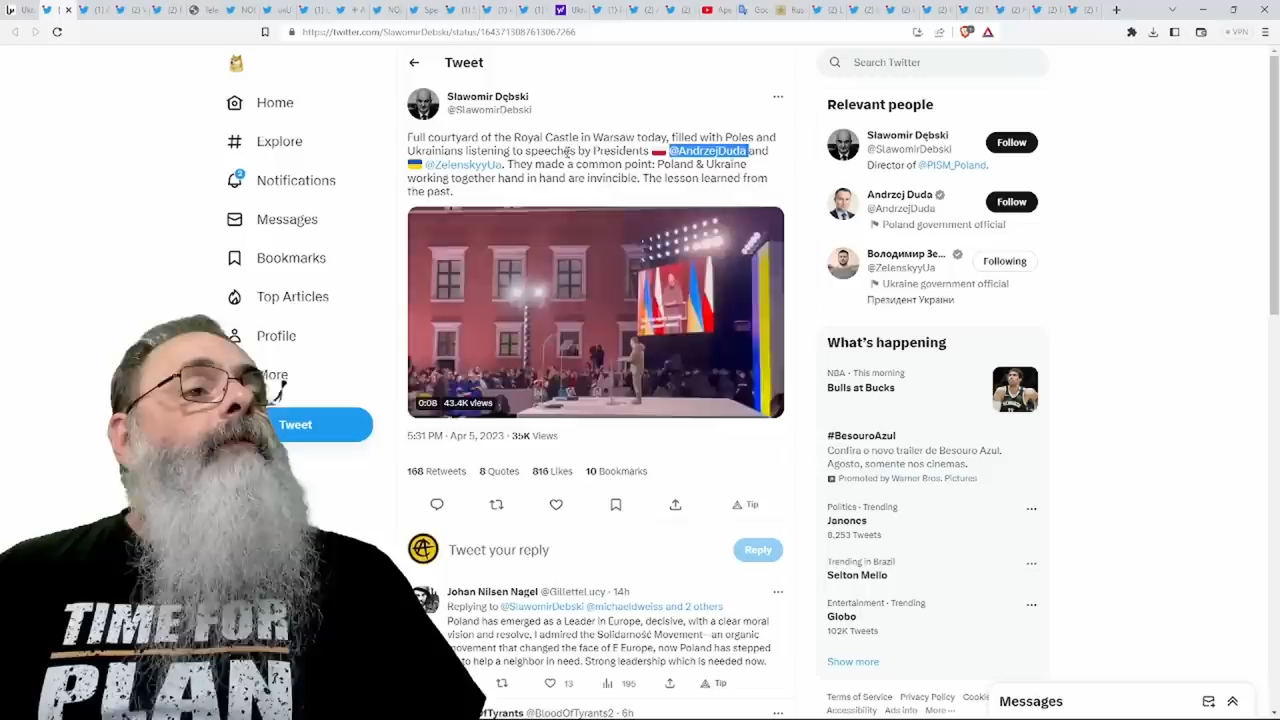 https://twitter.com/SlawomirDebski/status/1643713087613067266
VPN
Home
Explore
2
Notifications
Messages
Bookmarks
Top Articles
Profile
More
Tweet
Tweet
Sławomir Dębski
@SlawomirDebski
Full courtyard of the Royal Castle in Warsaw today, filled with Poles and
Ukrainians listening to speeches by Presidents @AndrzejDuda and
@ZelenskyyUa. They made a common point: Poland & Ukraine
working together hand in hand are invincible. The lesson learned from
the past.
0:08 43.4K views
5:31 PM · Apr 5, 2023 · 35K Views
168 Retweets 8 Quotes 816 Likes 10 Bookmarks
Tip
Tweet your reply
Reply
Johan Nilsen Nagel @GilletteLucy · 14h
Replying to @SlawomirDebski @michaeldweiss and 2 others
Poland has emerged as a Leader in Europe, decisive, with a clear moral
vision and resolve, I admired the Solidarność Movement—an organic
movement that changed the face of E Europe, now Poland has stepped
to help a neighbor in need. Strong leadership which is needed now.
13 195 Tip
ofTyrants @BloodOfTyrants2 · 6h
Search Twitter
Relevant people
Sławomir Dębski
@SlawomirDebski
Follow
Director of @PISM_Poland.
Andrzej Duda
@AndrzejDuda
Follow
Poland government official
Володимир Зе...
@ZelenskyyUa
Following
Ukraine government official
Президент України
What's happening
NBA · This morning
Bulls at Bucks
#BesouroAzul
Confira o novo trailer de Besouro Azul.
Agosto, somente nos cinemas.
Promoted by Warner Bros. Pictures
Politics · Trending
Janones
8,253 Tweets
Trending in Brazil
Selton Mello
Entertainment · Trending
Globo
102K Tweets
Show more
Terms of Service Privacy Policy Cookie
Accessibility Ads info More ···
Messages
TIME FOR
PLAN